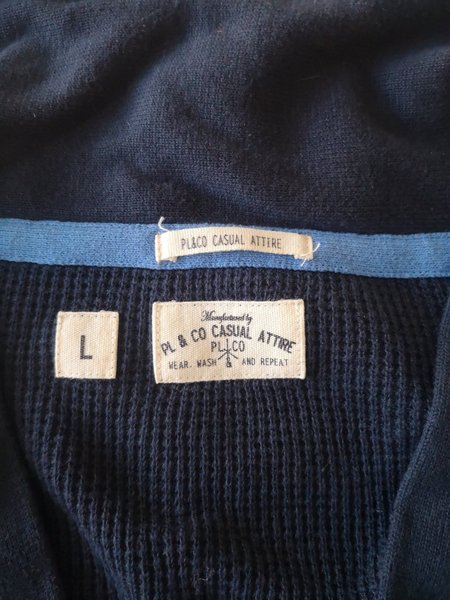 PL&CO CASUAL ATTIRE
L
Manufactured by
PL & CO CASUAL ATTIRE
PL CO
WEAR. WASH & AND REPEAT